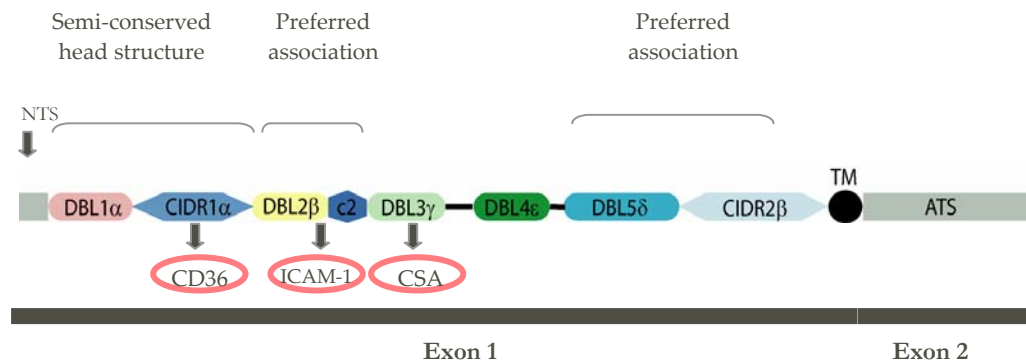 Semi-conserved
head structure
Preferred
association
Preferred
association
NTS
TM
DBL1α CIDR1α DBL2β c2 DBL3γ DBL4ε DBL5δ CIDR2β ATS
CD36 ICAM-1 CSA
Exon 1 Exon 2